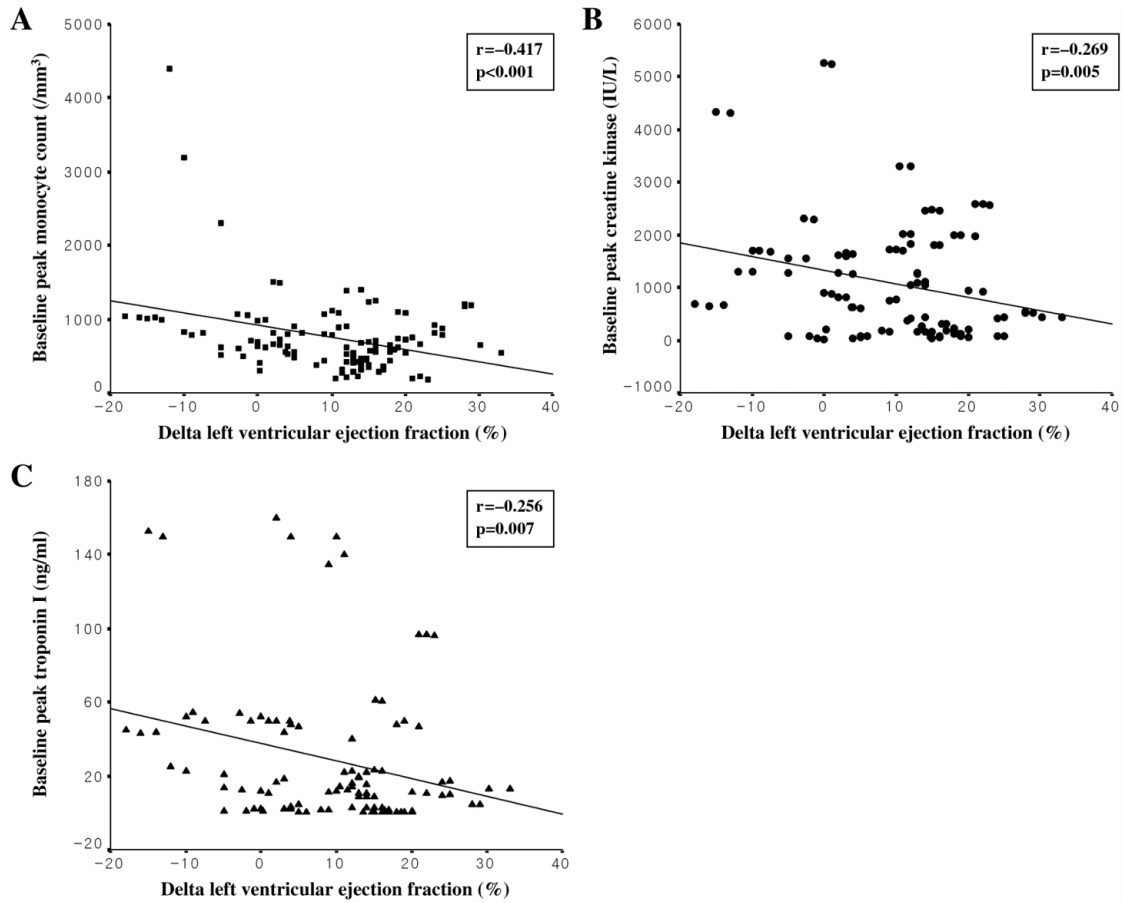 A
Baseline peak monocyte count (/mm³)
5000
4000
3000
2000
1000
0
r=−0.417
p<0.001
−20 −10 0 10 20 30 40
Delta left ventricular ejection fraction (%)
B
Baseline peak creatine kinase (IU/L)
6000
5000
4000
3000
2000
1000
0
−1000
r=−0.269
p=0.005
−20 −10 0 10 20 30 40
Delta left ventricular ejection fraction (%)
C
Baseline peak troponin I (ng/ml)
180
140
100
60
20
−20
r=−0.256
p=0.007
−20 −10 0 10 20 30 40
Delta left ventricular ejection fraction (%)